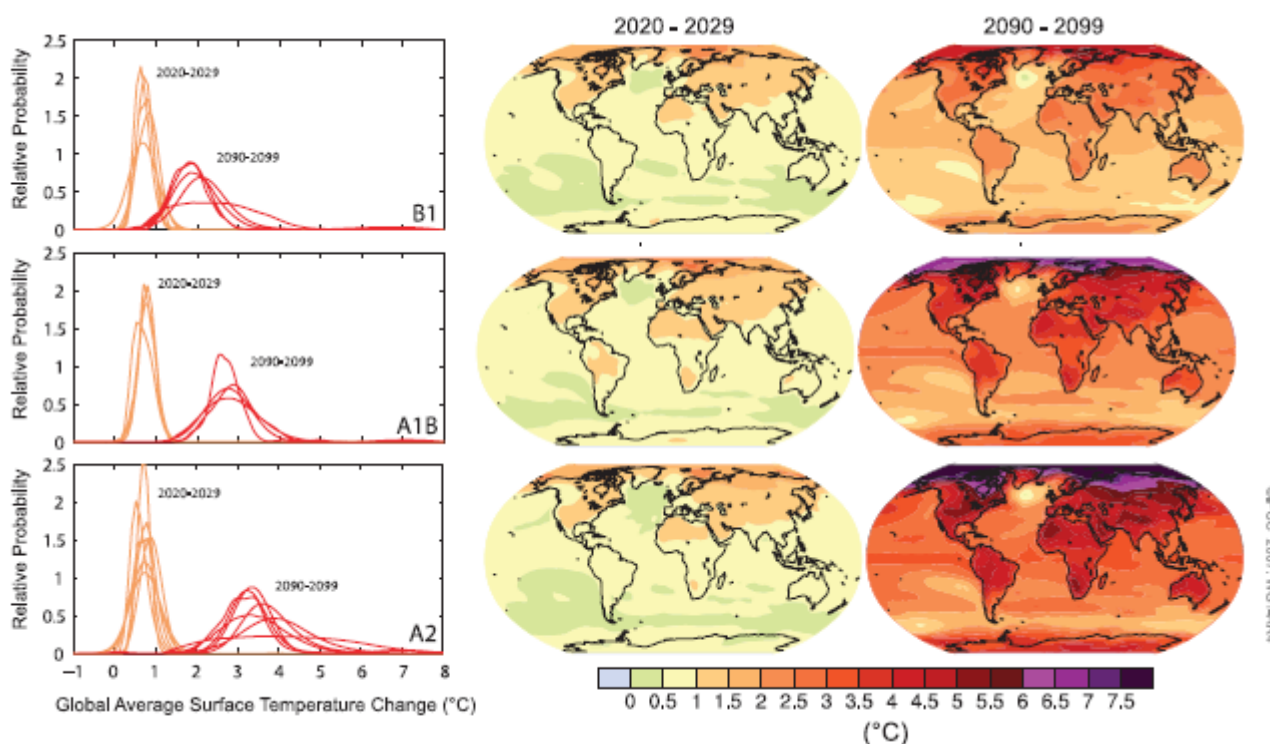 2020 - 2029
2090 - 2099
Relative Probability
2.5
2
1.5
1
0.5
0
2020-2029
2090-2099
B1
Relative Probability
2.5
2
1.5
1
0.5
0
2020-2029
2090-2099
A1B
Relative Probability
2.5
2
1.5
1
0.5
0
2020-2029
2090-2099
A2
−1 0 1 2 3 4 5 6 7 8
Global Average Surface Temperature Change (°C)
0 0.5 1 1.5 2 2.5 3 3.5 4 4.5 5 5.5 6 6.5 7 7.5
(°C)